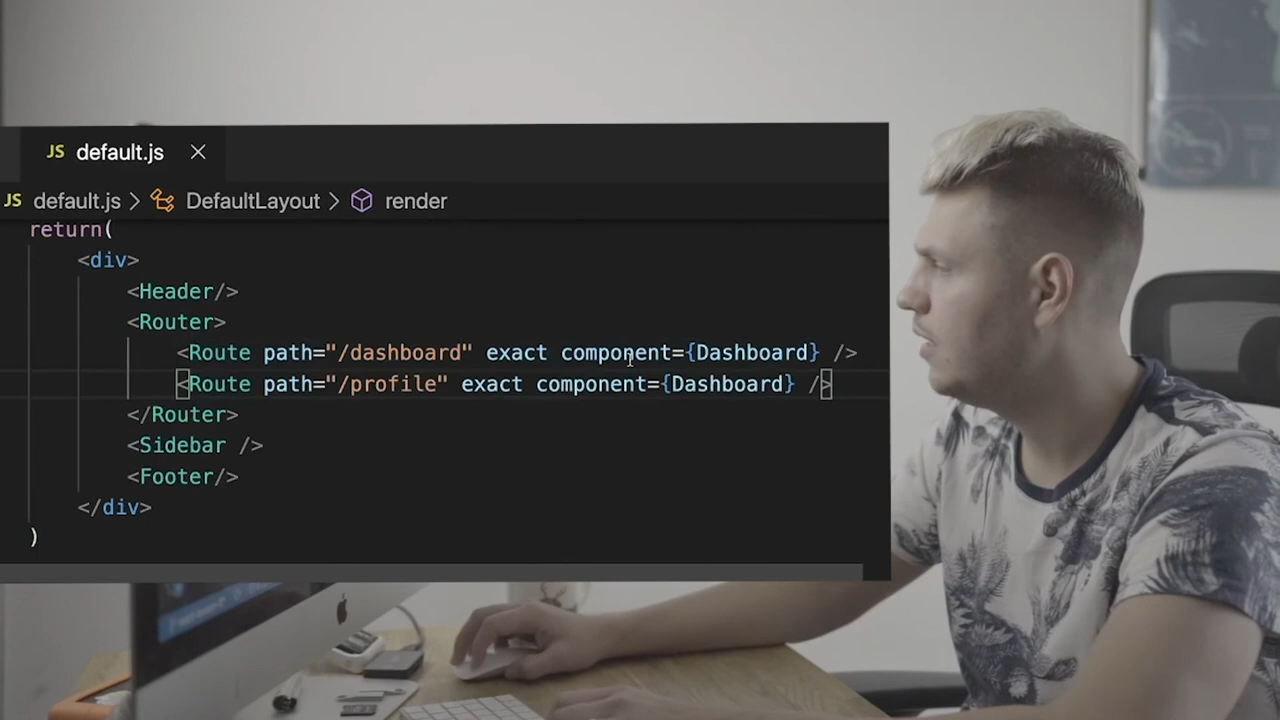 JS default.js
JS default.js > DefaultLayout > render
return(
<div>
<Header/>
<Router>
<Route path="/dashboard" exact component={Dashboard} />
<Route path="/profile" exact component={Dashboard} />
</Router>
<Sidebar />
<Footer/>
</div>
)